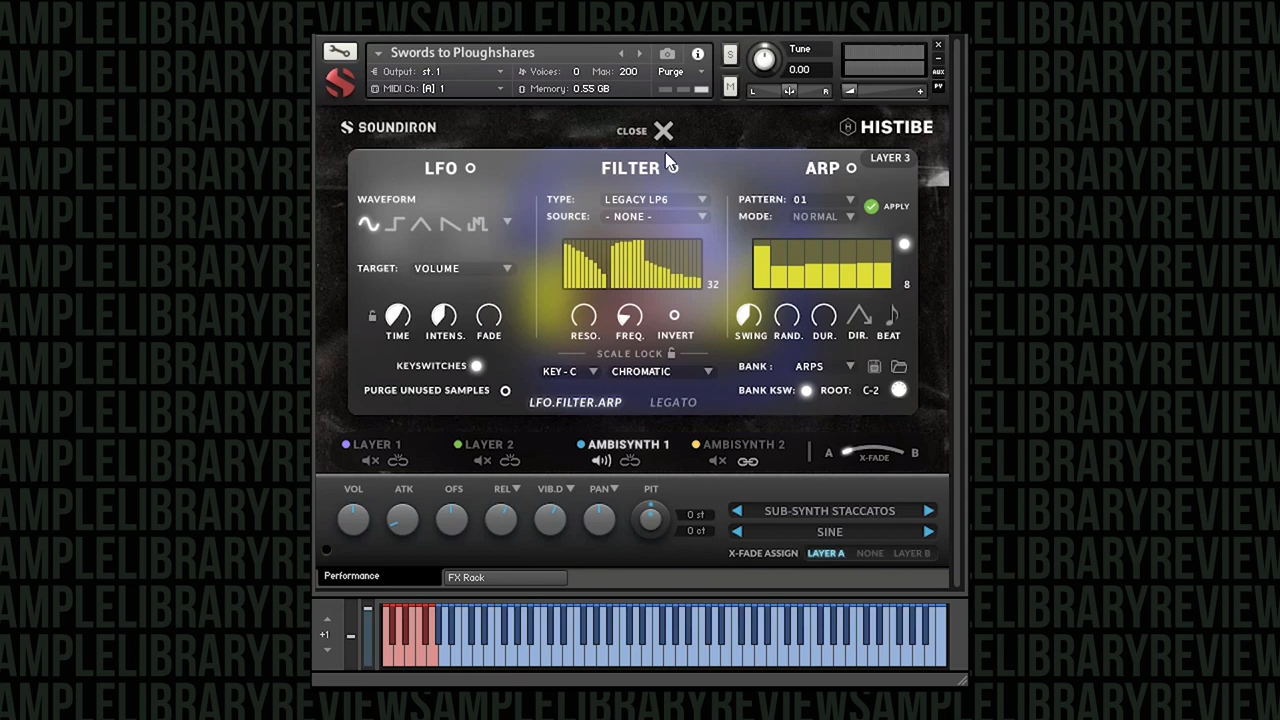 Swords to Ploughshares
Output: st.1
Voices: 0 Max: 200
Purge
MIDI Ch: [A] 1
Memory: 0.55 GB
S
M
Tune
0.00
L
R
AUX
PV
SOUNDIRON
CLOSE
HISTIBE
LFO
FILTER
ARP
LAYER 3
WAVEFORM
TYPE: LEGACY LP6
SOURCE: - NONE -
PATTERN: 01
MODE: NORMAL
APPLY
TARGET: VOLUME
32
8
TIME INTENS. FADE
RESO. FREQ. INVERT
SWING RAND. DUR. DIR. BEAT
SCALE LOCK
KEYSWITCHES
KEY - C CHROMATIC
BANK : ARPS
PURGE UNUSED SAMPLES
BANK KSW: ROOT: C-2
LFO.FILTER.ARP LEGATO
LAYER 1 LAYER 2 AMBISYNTH 1 AMBISYNTH 2
A X-FADE B
VOL ATK OFS REL VIB.D PAN PIT
0 st
0 ct
SUB-SYNTH STACCATOS
SINE
X-FADE ASSIGN LAYER A NONE LAYER B
Performance FX Rack
+1
SAMPLELIBRARYREVIEW